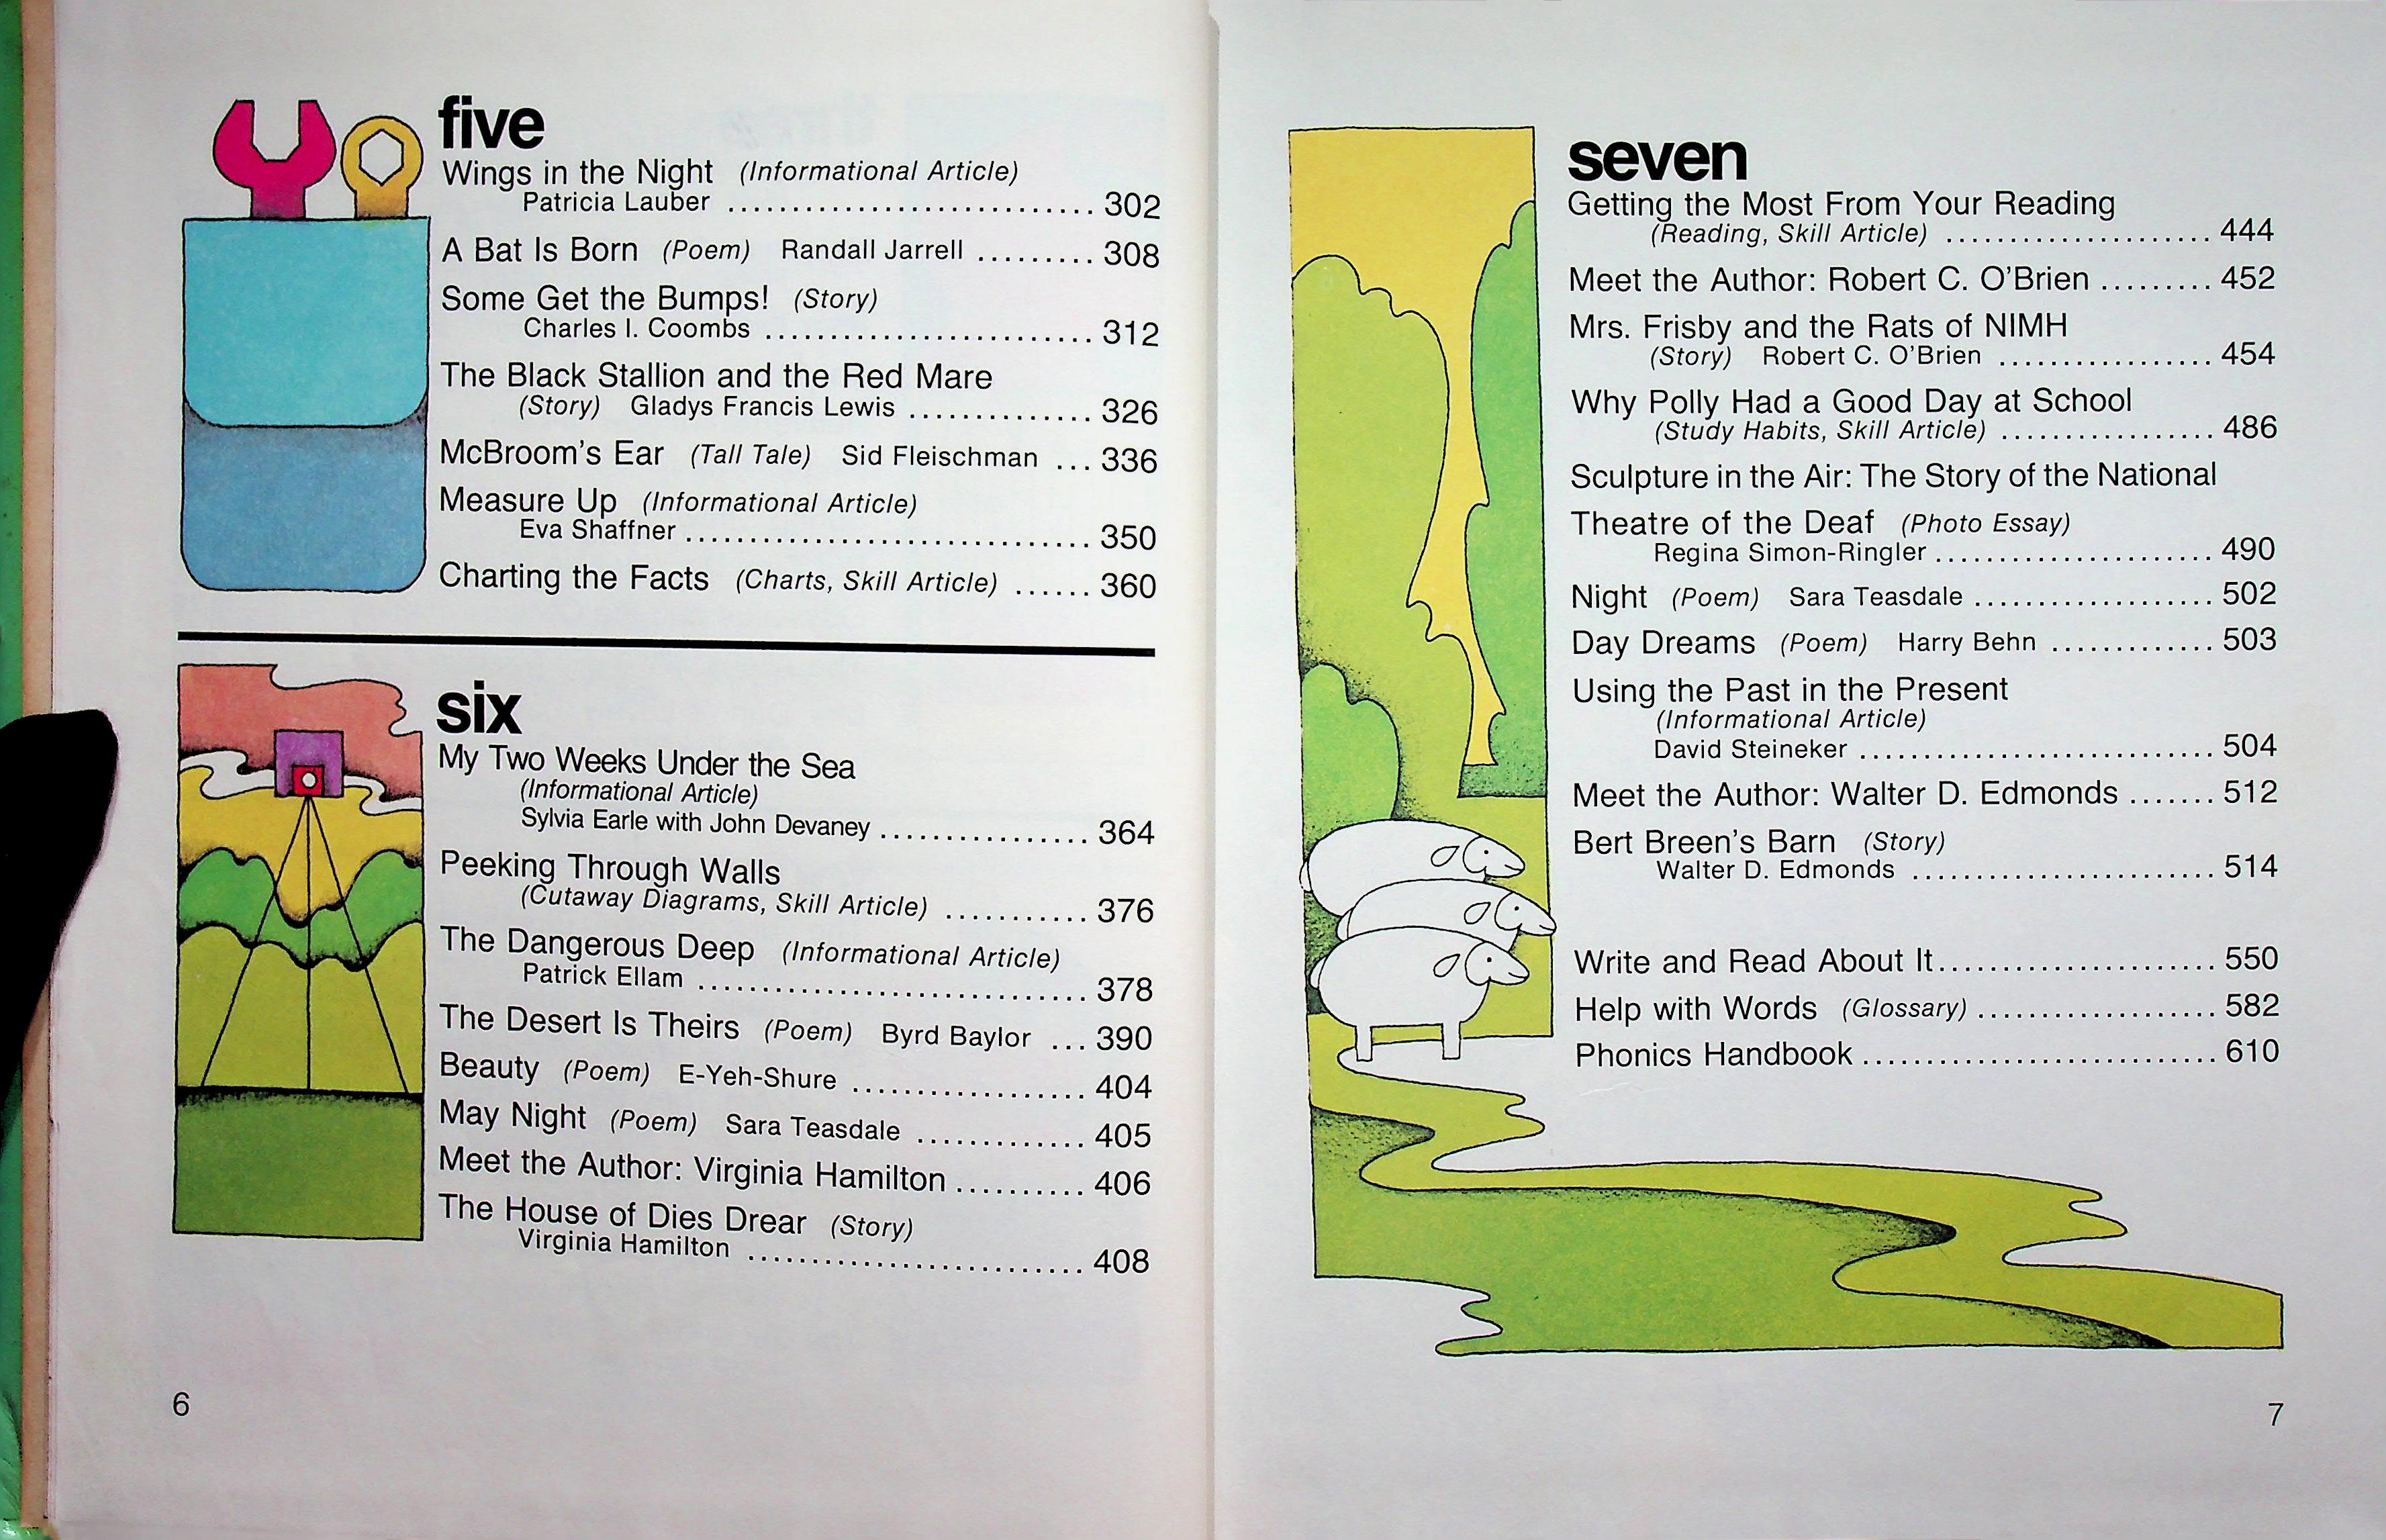 five
Wings in the Night (Informational Article)
Patricia Lauber ............................. 302
A Bat Is Born (Poem) Randall Jarrell ......... 308
Some Get the Bumps! (Story)
Charles I. Coombs .......................... 312
The Black Stallion and the Red Mare
(Story) Gladys Francis Lewis .............. 326
McBroom's Ear (Tall Tale) Sid Fleischman ... 336
Measure Up (Informational Article)
Eva Shaffner ................................ 350
Charting the Facts (Charts, Skill Article) ...... 360
six
My Two Weeks Under the Sea
(Informational Article)
Sylvia Earle with John Devaney ................ 364
Peeking Through Walls
(Cutaway Diagrams, Skill Article) ........... 376
The Dangerous Deep (Informational Article)
Patrick Ellam ............................... 378
The Desert Is Theirs (Poem) Byrd Baylor ... 390
Beauty (Poem) E-Yeh-Shure .................. 404
May Night (Poem) Sara Teasdale ............. 405
Meet the Author: Virginia Hamilton .......... 406
The House of Dies Drear (Story)
Virginia Hamilton .......................... 408
6
seven
Getting the Most From Your Reading
(Reading, Skill Article) ..................... 444
Meet the Author: Robert C. O'Brien ......... 452
Mrs. Frisby and the Rats of NIMH
(Story) Robert C. O'Brien ................. 454
Why Polly Had a Good Day at School
(Study Habits, Skill Article) ................. 486
Sculpture in the Air: The Story of the National
Theatre of the Deaf (Photo Essay)
Regina Simon-Ringler ...................... 490
Night (Poem) Sara Teasdale ................... 502
Day Dreams (Poem) Harry Behn ............. 503
Using the Past in the Present
(Informational Article)
David Steineker ............................ 504
Meet the Author: Walter D. Edmonds ....... 512
Bert Breen's Barn (Story)
Walter D. Edmonds ........................ 514
Write and Read About It...................... 550
Help with Words (Glossary) ................... 582
Phonics Handbook ............................ 610
7